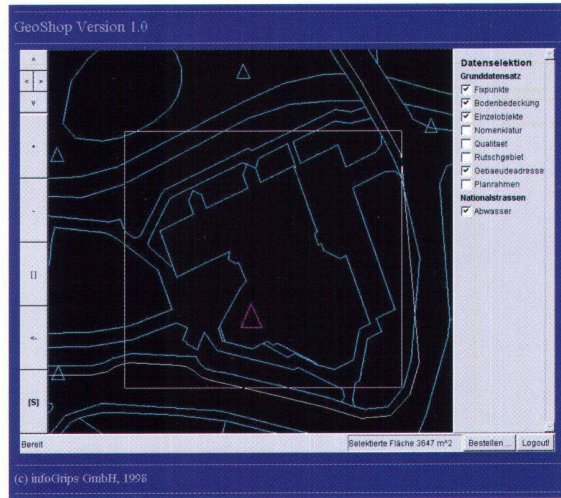 GeoShop Version 1.0
^
< >
v
+
-
[]
<-
[S]
Datenselektion
Grunddatensatz
Fixpunkte
Bodenbedeckung
Einzelobjekte
Nomenklatur
Qualitaet
Rutschgebiet
Gebaeudeadresse
Planrahmen
Nationalstrassen
Abwasser
Bereit
Selektierte Fläche 3647 m^2
Bestellen ...
Logout!
(c) infoGrips GmbH, 1998